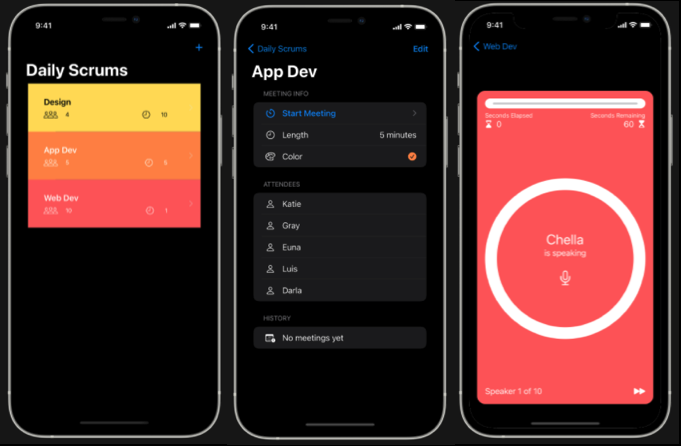 9:41
+
Daily Scrums
Design
4 10
App Dev
5 5
Web Dev
10 1
9:41
Daily Scrums Edit
App Dev
MEETING INFO
Start Meeting
Length 5 minutes
Color
ATTENDEES
Katie
Gray
Euna
Luis
Darla
HISTORY
No meetings yet
9:41
Web Dev
Seconds Elapsed Seconds Remaining
0 60
Chella
is speaking
Speaker 1 of 10